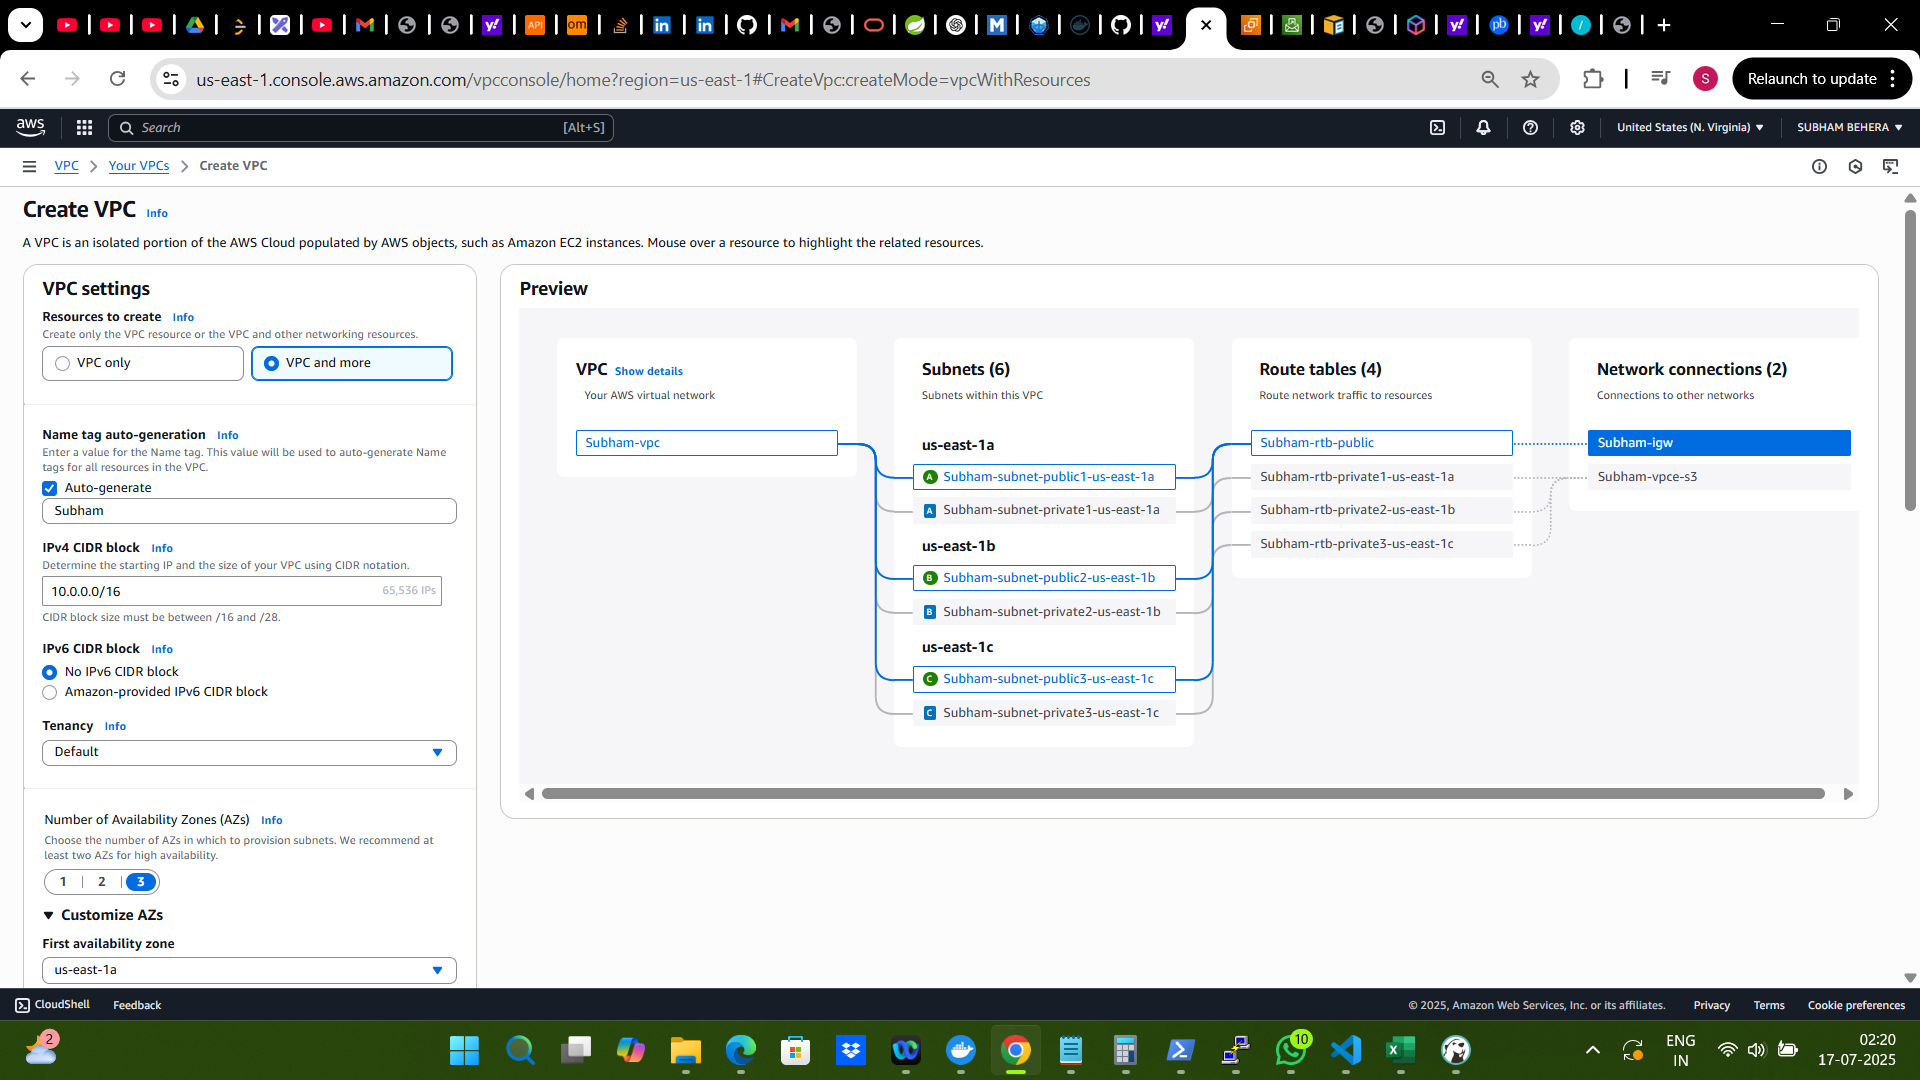 us-east-1.console.aws.amazon.com/vpcconsole/home?region=us-east-1#CreateVpc:createMode=vpcWithResources
S
Relaunch to update
aws
Search
[Alt+S]
United States (N. Virginia)
SUBHAM BEHERA
VPC
Your VPCs
Create VPC
Create VPC Info
A VPC is an isolated portion of the AWS Cloud populated by AWS objects, such as Amazon EC2 instances. Mouse over a resource to highlight the related resources.
VPC settings
Resources to create Info
Create only the VPC resource or the VPC and other networking resources.
VPC only
VPC and more
Name tag auto-generation Info
Enter a value for the Name tag. This value will be used to auto-generate Name
tags for all resources in the VPC.
Auto-generate
Subham
IPv4 CIDR block Info
Determine the starting IP and the size of your VPC using CIDR notation.
10.0.0.0/16
65,536 IPs
CIDR block size must be between /16 and /28.
IPv6 CIDR block Info
No IPv6 CIDR block
Amazon-provided IPv6 CIDR block
Tenancy Info
Default
Number of Availability Zones (AZs) Info
Choose the number of AZs in which to provision subnets. We recommend at
least two AZs for high availability.
1
2
3
Customize AZs
First availability zone
us-east-1a
Preview
VPC Show details
Your AWS virtual network
Subham-vpc
Subnets (6)
Subnets within this VPC
us-east-1a
A Subham-subnet-public1-us-east-1a
A Subham-subnet-private1-us-east-1a
us-east-1b
B Subham-subnet-public2-us-east-1b
B Subham-subnet-private2-us-east-1b
us-east-1c
C Subham-subnet-public3-us-east-1c
C Subham-subnet-private3-us-east-1c
Route tables (4)
Route network traffic to resources
Subham-rtb-public
Subham-rtb-private1-us-east-1a
Subham-rtb-private2-us-east-1b
Subham-rtb-private3-us-east-1c
Network connections (2)
Connections to other networks
Subham-igw
Subham-vpce-s3
CloudShell
Feedback
© 2025, Amazon Web Services, Inc. or its affiliates.
Privacy
Terms
Cookie preferences
2
10
ENG
IN
02:20
17-07-2025